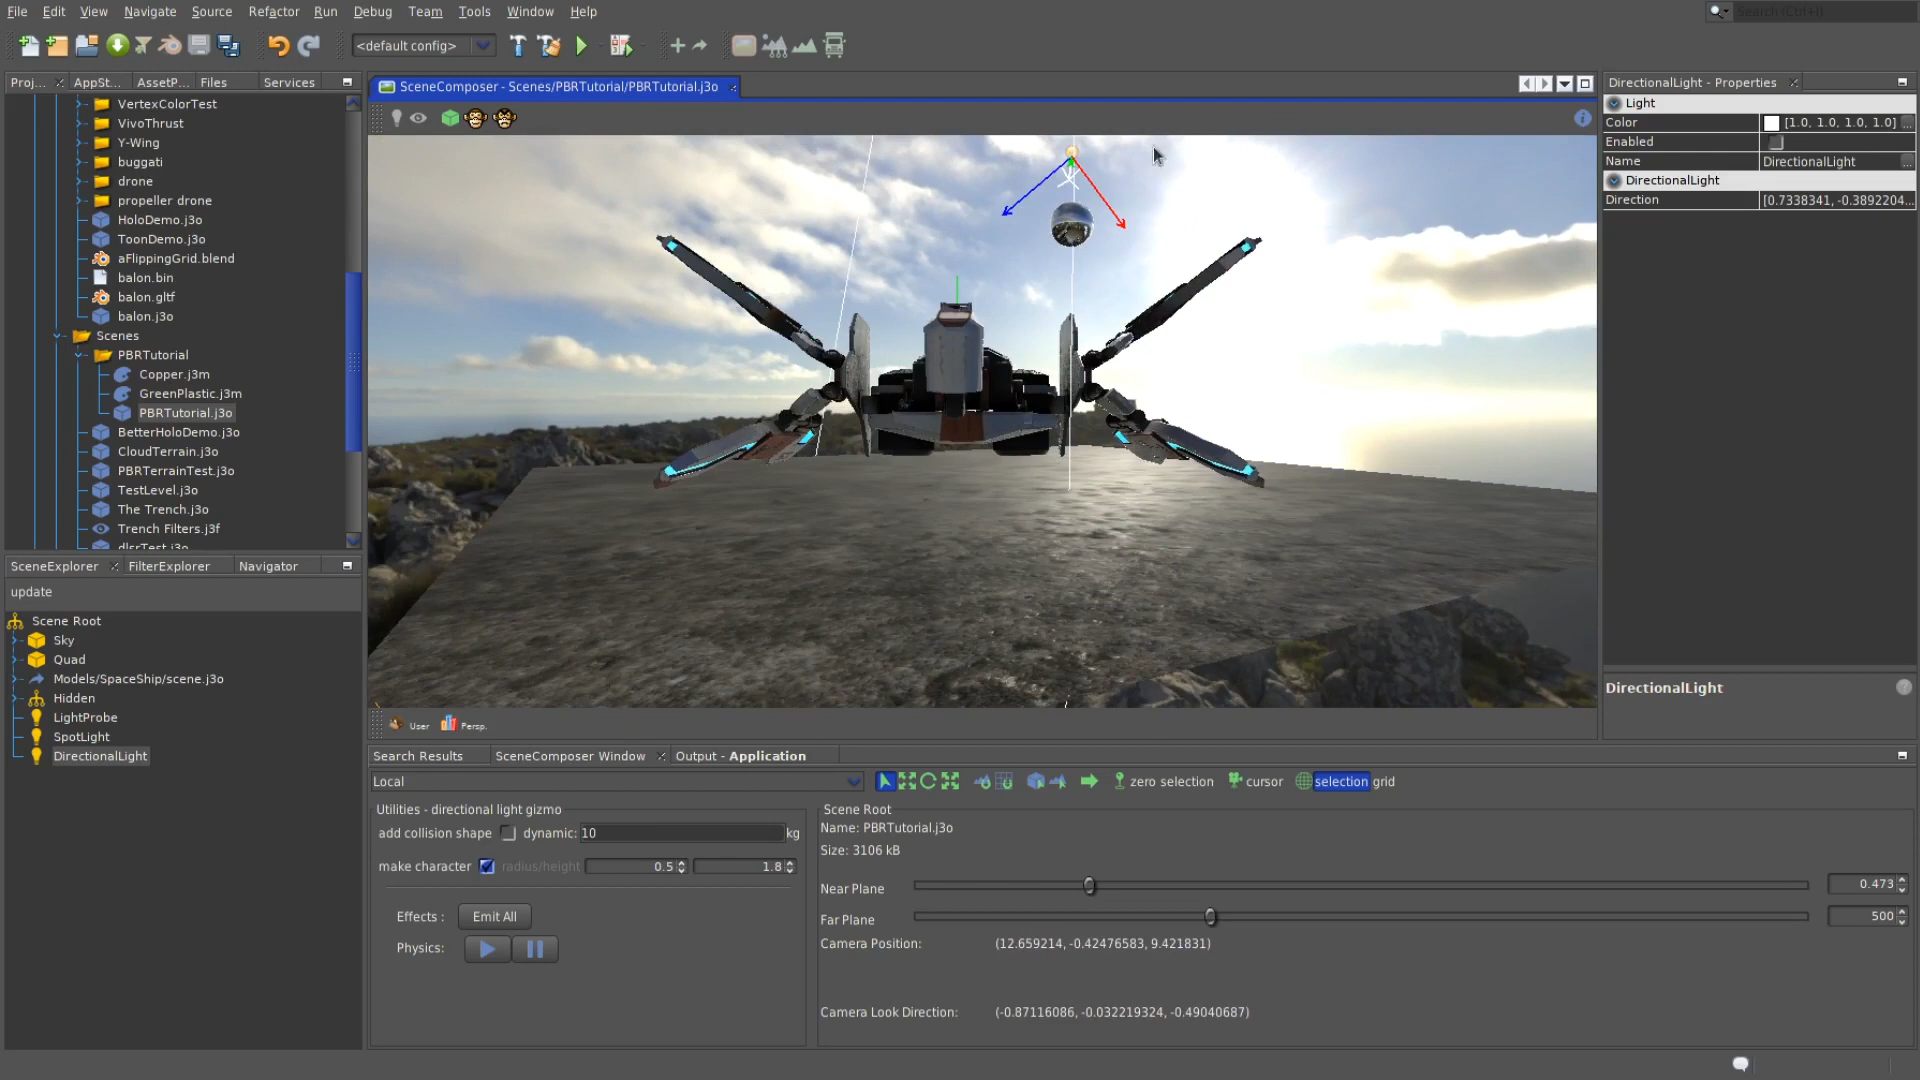 File Edit View Navigate Source Refactor Run Debug Team Tools Window Help
Search (Ctrl+I)
<default config>
Proj... AppSt... AssetP... Files Services
VertexColorTest
VivoThrust
Y-Wing
buggati
drone
propeller drone
HoloDemo.j3o
ToonDemo.j3o
aFlippingGrid.blend
balon.bin
balon.gltf
balon.j3o
Scenes
PBRTutorial
Copper.j3m
GreenPlastic.j3m
PBRTutorial.j3o
BetterHoloDemo.j3o
CloudTerrain.j3o
PBRTerrainTest.j3o
TestLevel.j3o
The Trench.j3o
Trench Filters.j3f
dlsrTest.j3o
SceneExplorer FilterExplorer Navigator
update
Scene Root
Sky
Quad
Models/SpaceShip/scene.j3o
Hidden
LightProbe
SpotLight
DirectionalLight
SceneComposer - Scenes/PBRTutorial/PBRTutorial.j3o
User Persp.
Search Results SceneComposer Window Output - Application
Local zero selection cursor selection grid
Utilities - directional light gizmo
add collision shape dynamic: 10 kg
make character radius/height 0.5 1.8
Effects : Emit All
Physics:
Scene Root
Name: PBRTutorial.j3o
Size: 3106 kB
Near Plane 0.473
Far Plane 500
Camera Position: (12.659214, -0.42476583, 9.421831)
Camera Look Direction: (-0.87116086, -0.032219324, -0.49040687)
DirectionalLight - Properties
Light
Color [1.0, 1.0, 1.0, 1.0] ...
Enabled
Name DirectionalLight ...
DirectionalLight
Direction [0.7338341, -0.3892204...
DirectionalLight